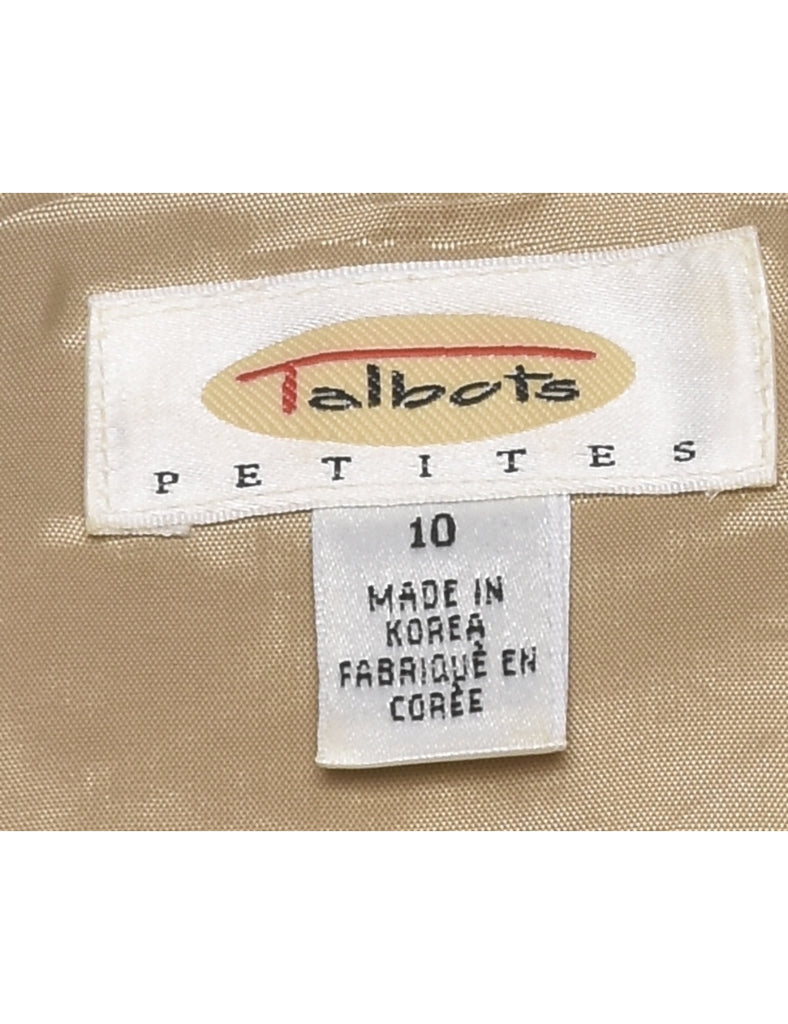 Talbots
PETITES
10
MADE IN
KOREA
FABRIQUÉ EN
CORÉE